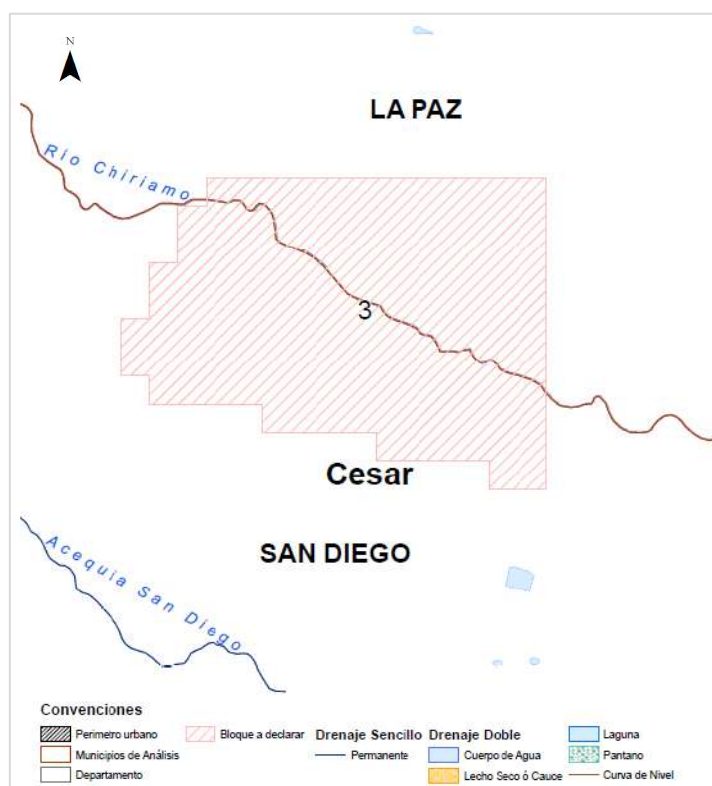 N
LA PAZ
Río Chiriamo
3
Cesar
SAN DIEGO
Acequia San Diego
Convenciones
Perimetro urbano
Municipios de Análisis
Departamento
Bloque a declarar
Drenaje Sencillo
Permanente
Drenaje Doble
Cuerpo de Agua
Lecho Seco ó Cauce
Laguna
Pantano
Curva de Nivel